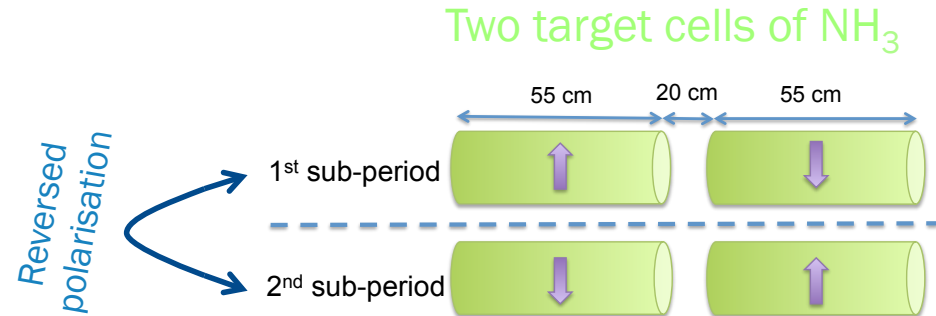 Two target cells of NH₃
55 cm
20 cm
55 cm
Reversed
polarisation
1ˢᵗ sub-period
2ⁿᵈ sub-period